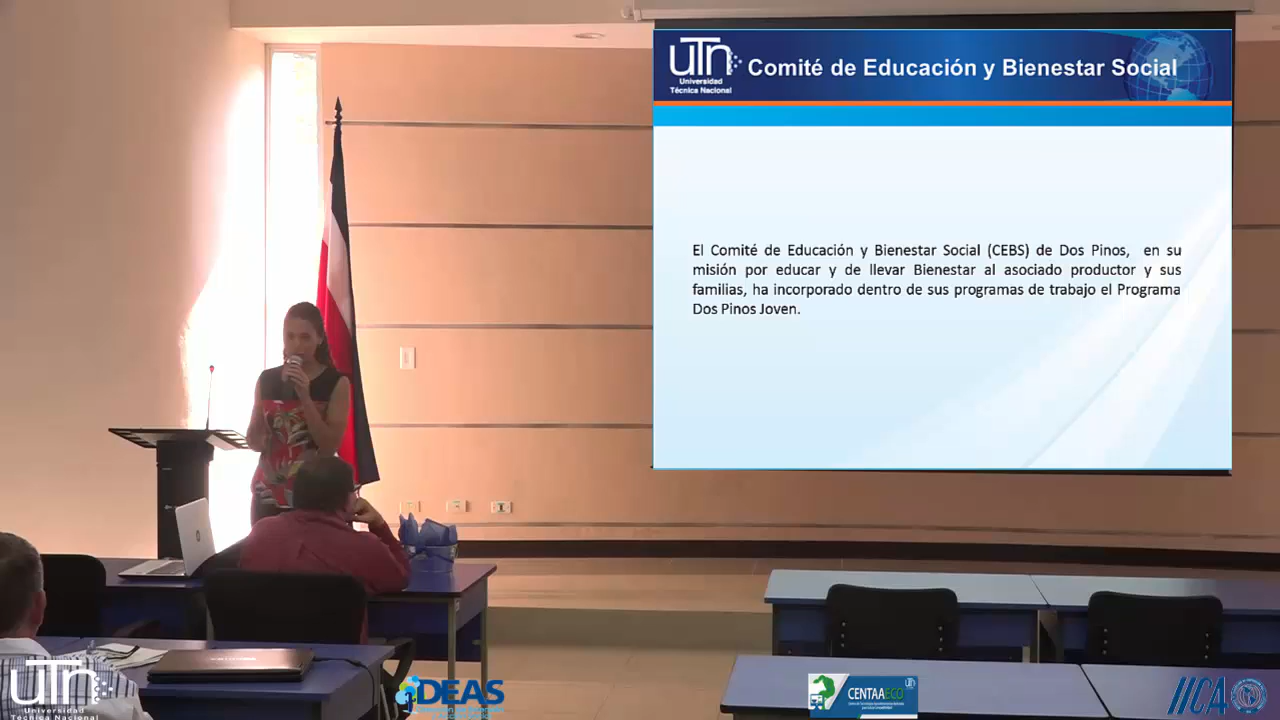 UTN
Universidad
Técnica Nacional
Comité de Educación y Bienestar Social
El Comité de Educación y Bienestar Social (CEBS) de Dos Pinos, en su
misión por educar y de llevar Bienestar al asociado productor y sus
familias, ha incorporado dentro de sus programas de trabajo el Programa
Dos Pinos Joven.
UTN
Universidad
Técnica Nacional
iDEAS
CENTAAECO
UTN
IICA